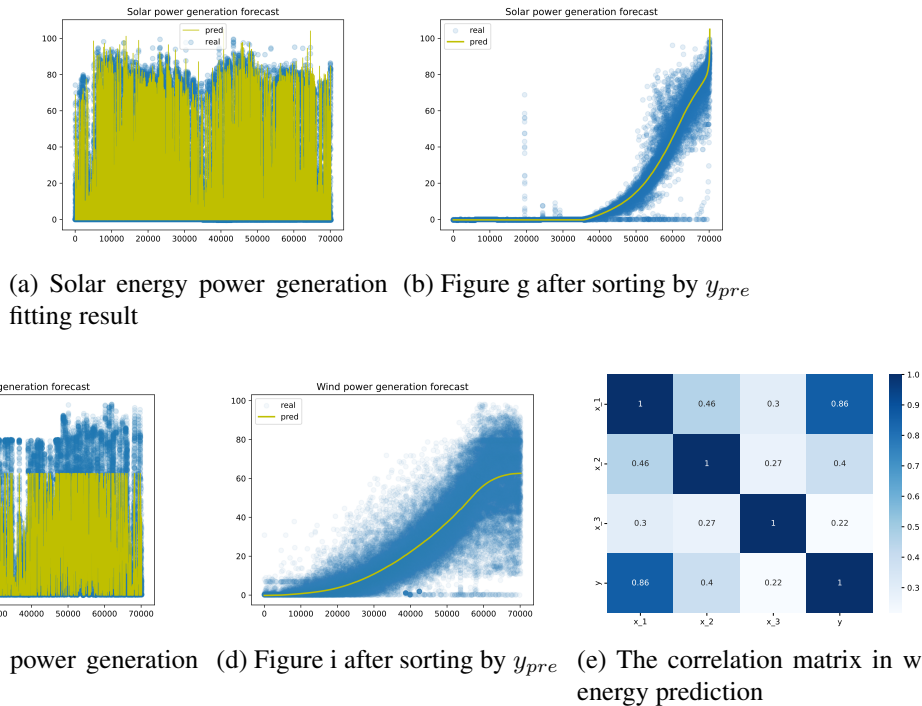 Solar power generation forecast
pred
real
100
80
60
40
20
0
0 10000 20000 30000 40000 50000 60000 70000
Solar power generation forecast
real
pred
100
80
60
40
20
0
0 10000 20000 30000 40000 50000 60000 70000
(a) Solar energy power generation
fitting result
(b) Figure g after sorting by y_pre
generation forecast
30000 40000 50000 60000 70000
Wind power generation forecast
real
pred
100
80
60
40
20
0
0 10000 20000 30000 40000 50000 60000 70000
x_1 1 0.46 0.3 0.86
x_2 0.46 1 0.27 0.4
x_3 0.3 0.27 1 0.22
y 0.86 0.4 0.22 1
x_1 x_2 x_3 y
1.0
0.9
0.8
0.7
0.6
0.5
0.4
0.3
power generation
(d) Figure i after sorting by y_pre
(e) The correlation matrix in w
energy prediction